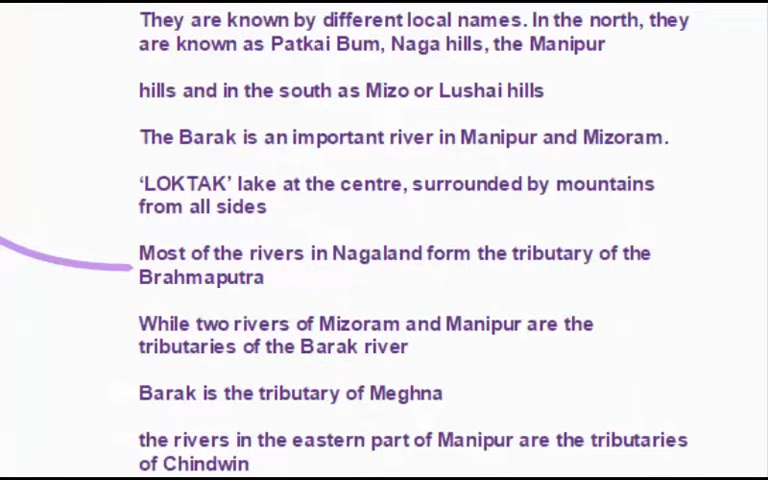 They are known by different local names. In the north, they
are known as Patkai Bum, Naga hills, the Manipur
hills and in the south as Mizo or Lushai hills
The Barak is an important river in Manipur and Mizoram.
‘LOKTAK’ lake at the centre, surrounded by mountains
from all sides
Most of the rivers in Nagaland form the tributary of the
Brahmaputra
While two rivers of Mizoram and Manipur are the
tributaries of the Barak river
Barak is the tributary of Meghna
the rivers in the eastern part of Manipur are the tributaries
of Chindwin